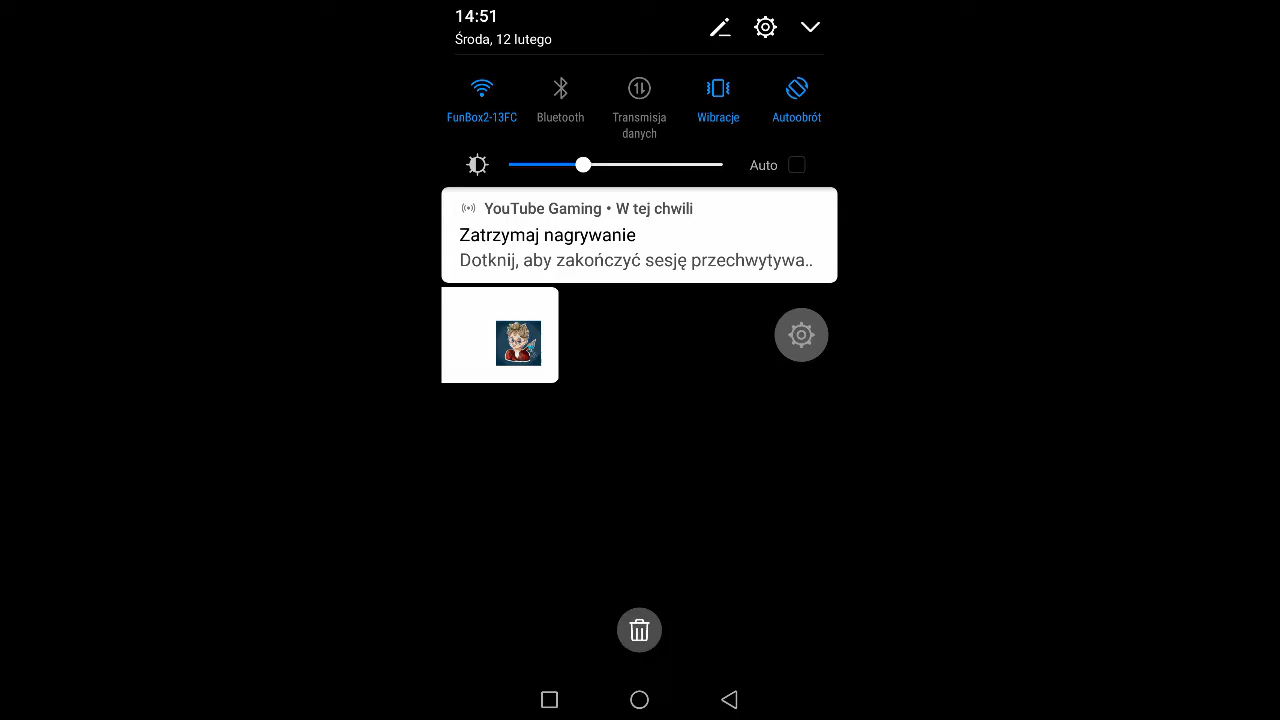 14:51
Środa, 12 lutego
FunBox2-13FC
Bluetooth
Transmisja
danych
Wibracje
Autoobrót
Auto
YouTube Gaming • W tej chwili
Zatrzymaj nagrywanie
Dotknij, aby zakończyć sesję przechwytywa..